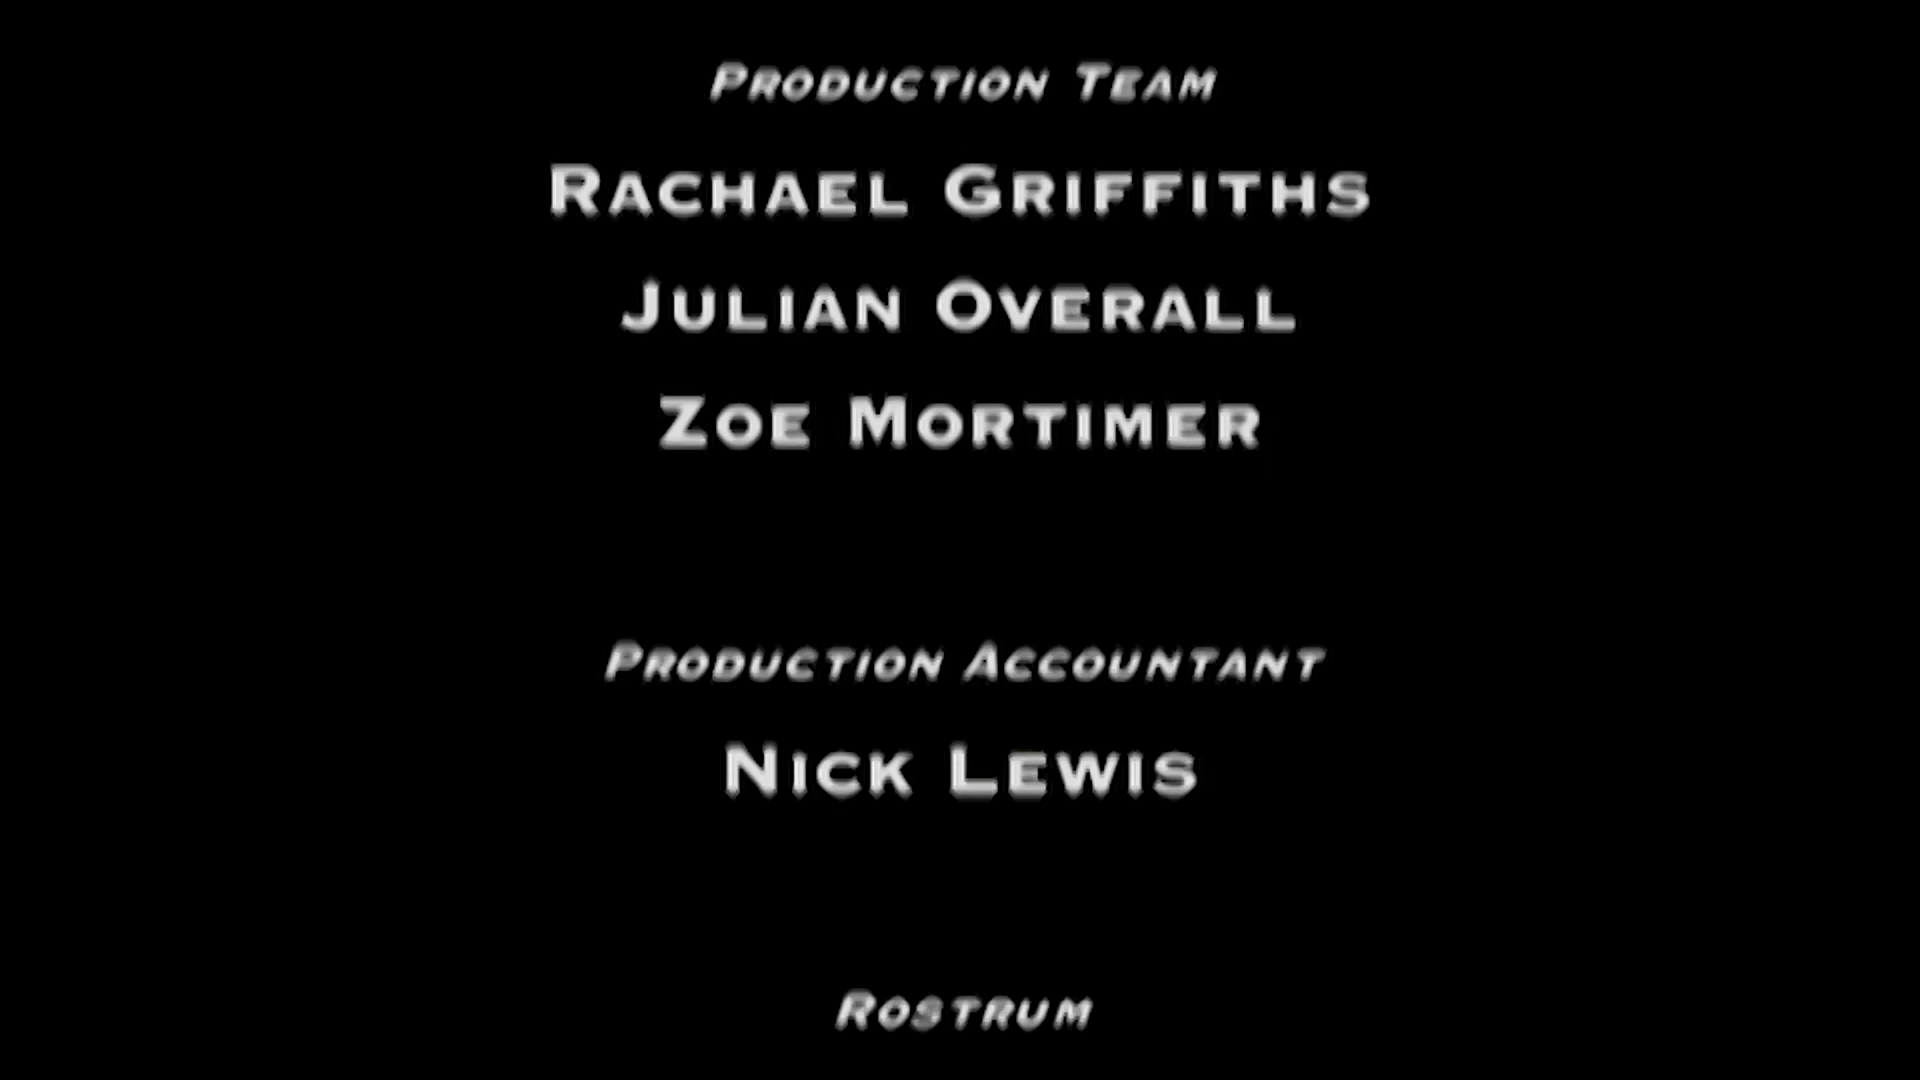 Production Team
Rachael Griffiths
Julian Overall
Zoe Mortimer
Production Accountant
Nick Lewis
Rostrum